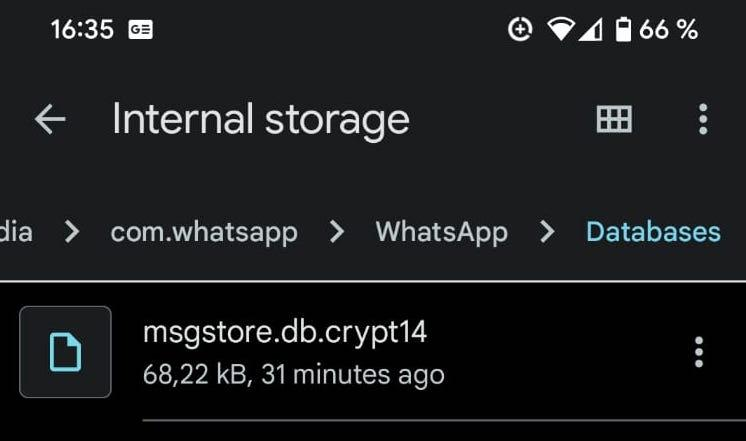 16:35 GE 66 %
Internal storage
dia > com.whatsapp > WhatsApp > Databases
msgstore.db.crypt14
68,22 kB, 31 minutes ago